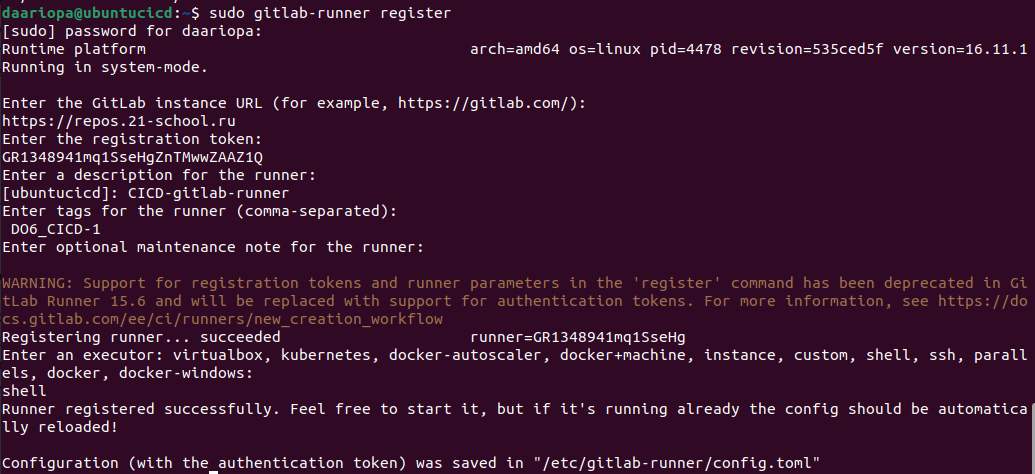 daariopa@ubuntucicd:~$ sudo gitlab-runner register
[sudo] password for daariopa:
Runtime platform                                    arch=amd64 os=linux pid=4478 revision=535ced5f version=16.11.1
Running in system-mode.

Enter the GitLab instance URL (for example, https://gitlab.com/):
https://repos.21-school.ru
Enter the registration token:
GR1348941mq1SseHgZnTMwwZAAZ1Q
Enter a description for the runner:
[ubuntucicd]: CICD-gitlab-runner
Enter tags for the runner (comma-separated):
 DO6_CICD-1
Enter optional maintenance note for the runner:

WARNING: Support for registration tokens and runner parameters in the 'register' command has been deprecated in Gi
tLab Runner 15.6 and will be replaced with support for authentication tokens. For more information, see https://do
cs.gitlab.com/ee/ci/runners/new_creation_workflow
Registering runner... succeeded                     runner=GR1348941mq1SseHg
Enter an executor: virtualbox, kubernetes, docker-autoscaler, docker+machine, instance, custom, shell, ssh, parall
els, docker, docker-windows:
shell
Runner registered successfully. Feel free to start it, but if it's running already the config should be automatica
lly reloaded!

Configuration (with the authentication token) was saved in "/etc/gitlab-runner/config.toml"